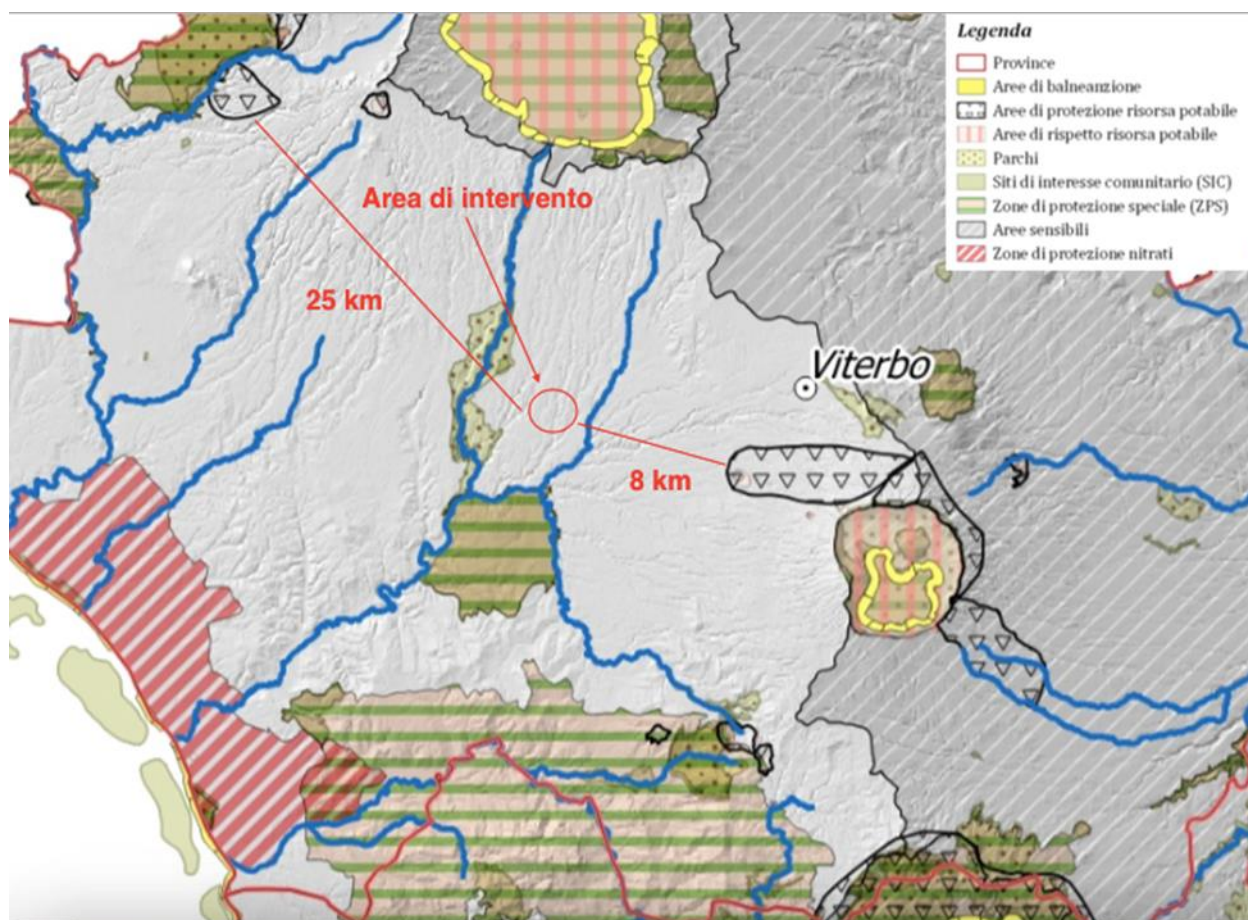 Legenda
Province
Aree di balneanzione
Aree di protezione risorsa potabile
Aree di rispetto risorsa potabile
Parchi
Siti di interesse comunitario (SIC)
Zone di protezione speciale (ZPS)
Aree sensibili
Zone di protezione nitrati
Area di intervento
25 km
Viterbo
8 km